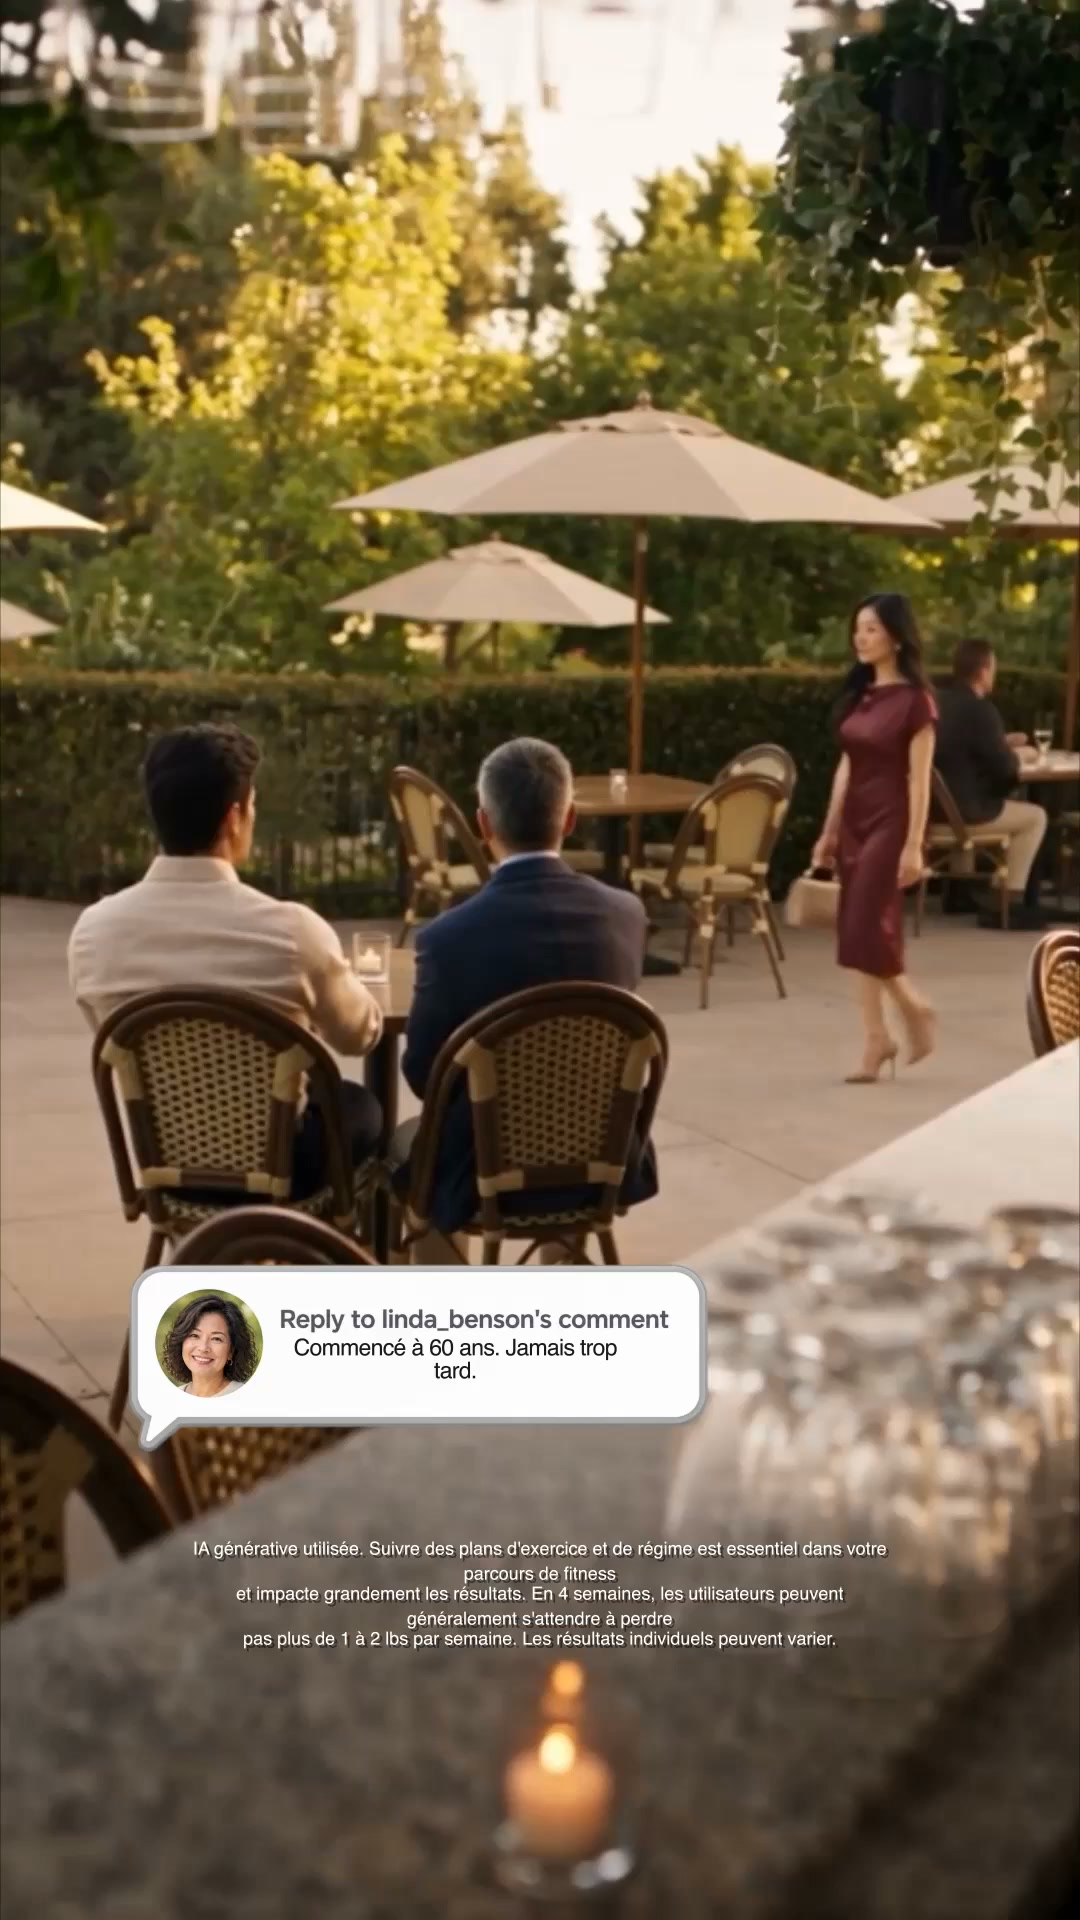 Reply to linda_benson's comment
Commencé à 60 ans. Jamais trop
tard.
IA générative utilisée. Suivre des plans d'exercice et de régime est essentiel dans votre
parcours de fitness
et impacte grandement les résultats. En 4 semaines, les utilisateurs peuvent
généralement s'attendre à perdre
pas plus de 1 à 2 lbs par semaine. Les résultats individuels peuvent varier.